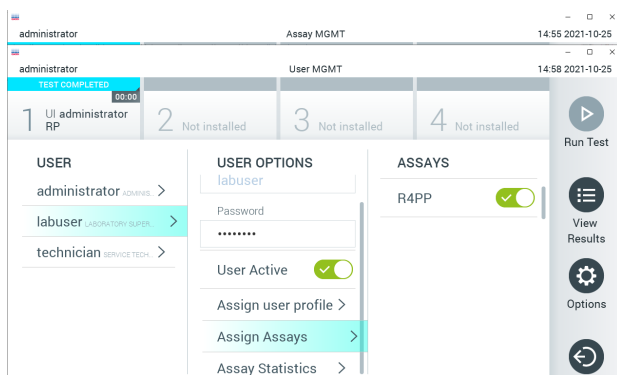 administrator Assay MGMT 14:55 2021-10-25
administrator User MGMT 14:58 2021-10-25
TEST COMPLETED
00:00
1 UI administrator
RP
2 Not installed
3 Not installed
4 Not installed
Run Test
USER
administrator ADMINIS...
labuser LABORATORY SUPER...
technician SERVICE TECH...
USER OPTIONS
labuser
Password
••••••••
User Active
Assign user profile
Assign Assays
Assay Statistics
ASSAYS
R4PP
View
Results
Options